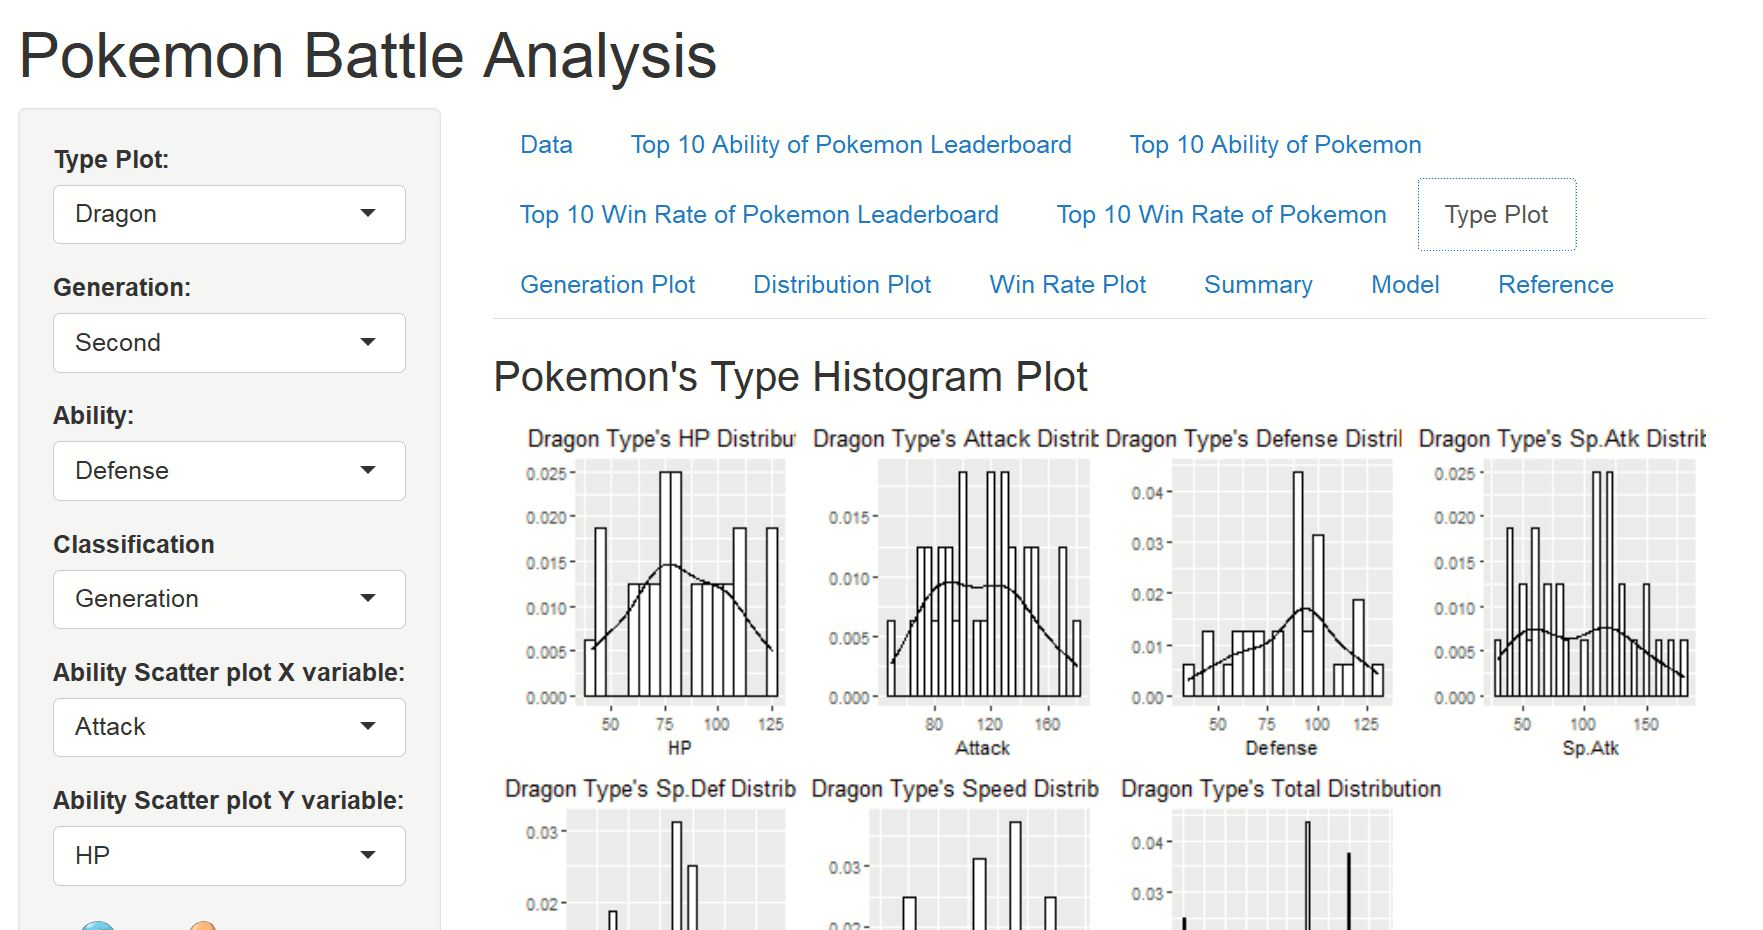 Pokemon Battle Analysis
Type Plot:
Dragon
Generation:
Second
Ability:
Defense
Classification
Generation
Ability Scatter plot X variable:
Attack
Ability Scatter plot Y variable:
HP
Data Top 10 Ability of Pokemon Leaderboard Top 10 Ability of Pokemon
Top 10 Win Rate of Pokemon Leaderboard Top 10 Win Rate of Pokemon Type Plot
Generation Plot Distribution Plot Win Rate Plot Summary Model Reference
Pokemon's Type Histogram Plot
Dragon Type's HP Distribut
0.025
0.020
0.015
0.010
0.005
0.000
50 75 100 125
HP
Dragon Type's Attack Distrib
0.015
0.010
0.005
0.000
80 120 160
Attack
Dragon Type's Defense Distril
0.04
0.03
0.02
0.01
0.00
50 75 100 125
Defense
Dragon Type's Sp.Atk Distrib
0.025
0.020
0.015
0.010
0.005
0.000
50 100 150
Sp.Atk
Dragon Type's Sp.Def Distrib
0.03
0.02
Dragon Type's Speed Distrib
0.03
0.02
Dragon Type's Total Distribution
0.04
0.03